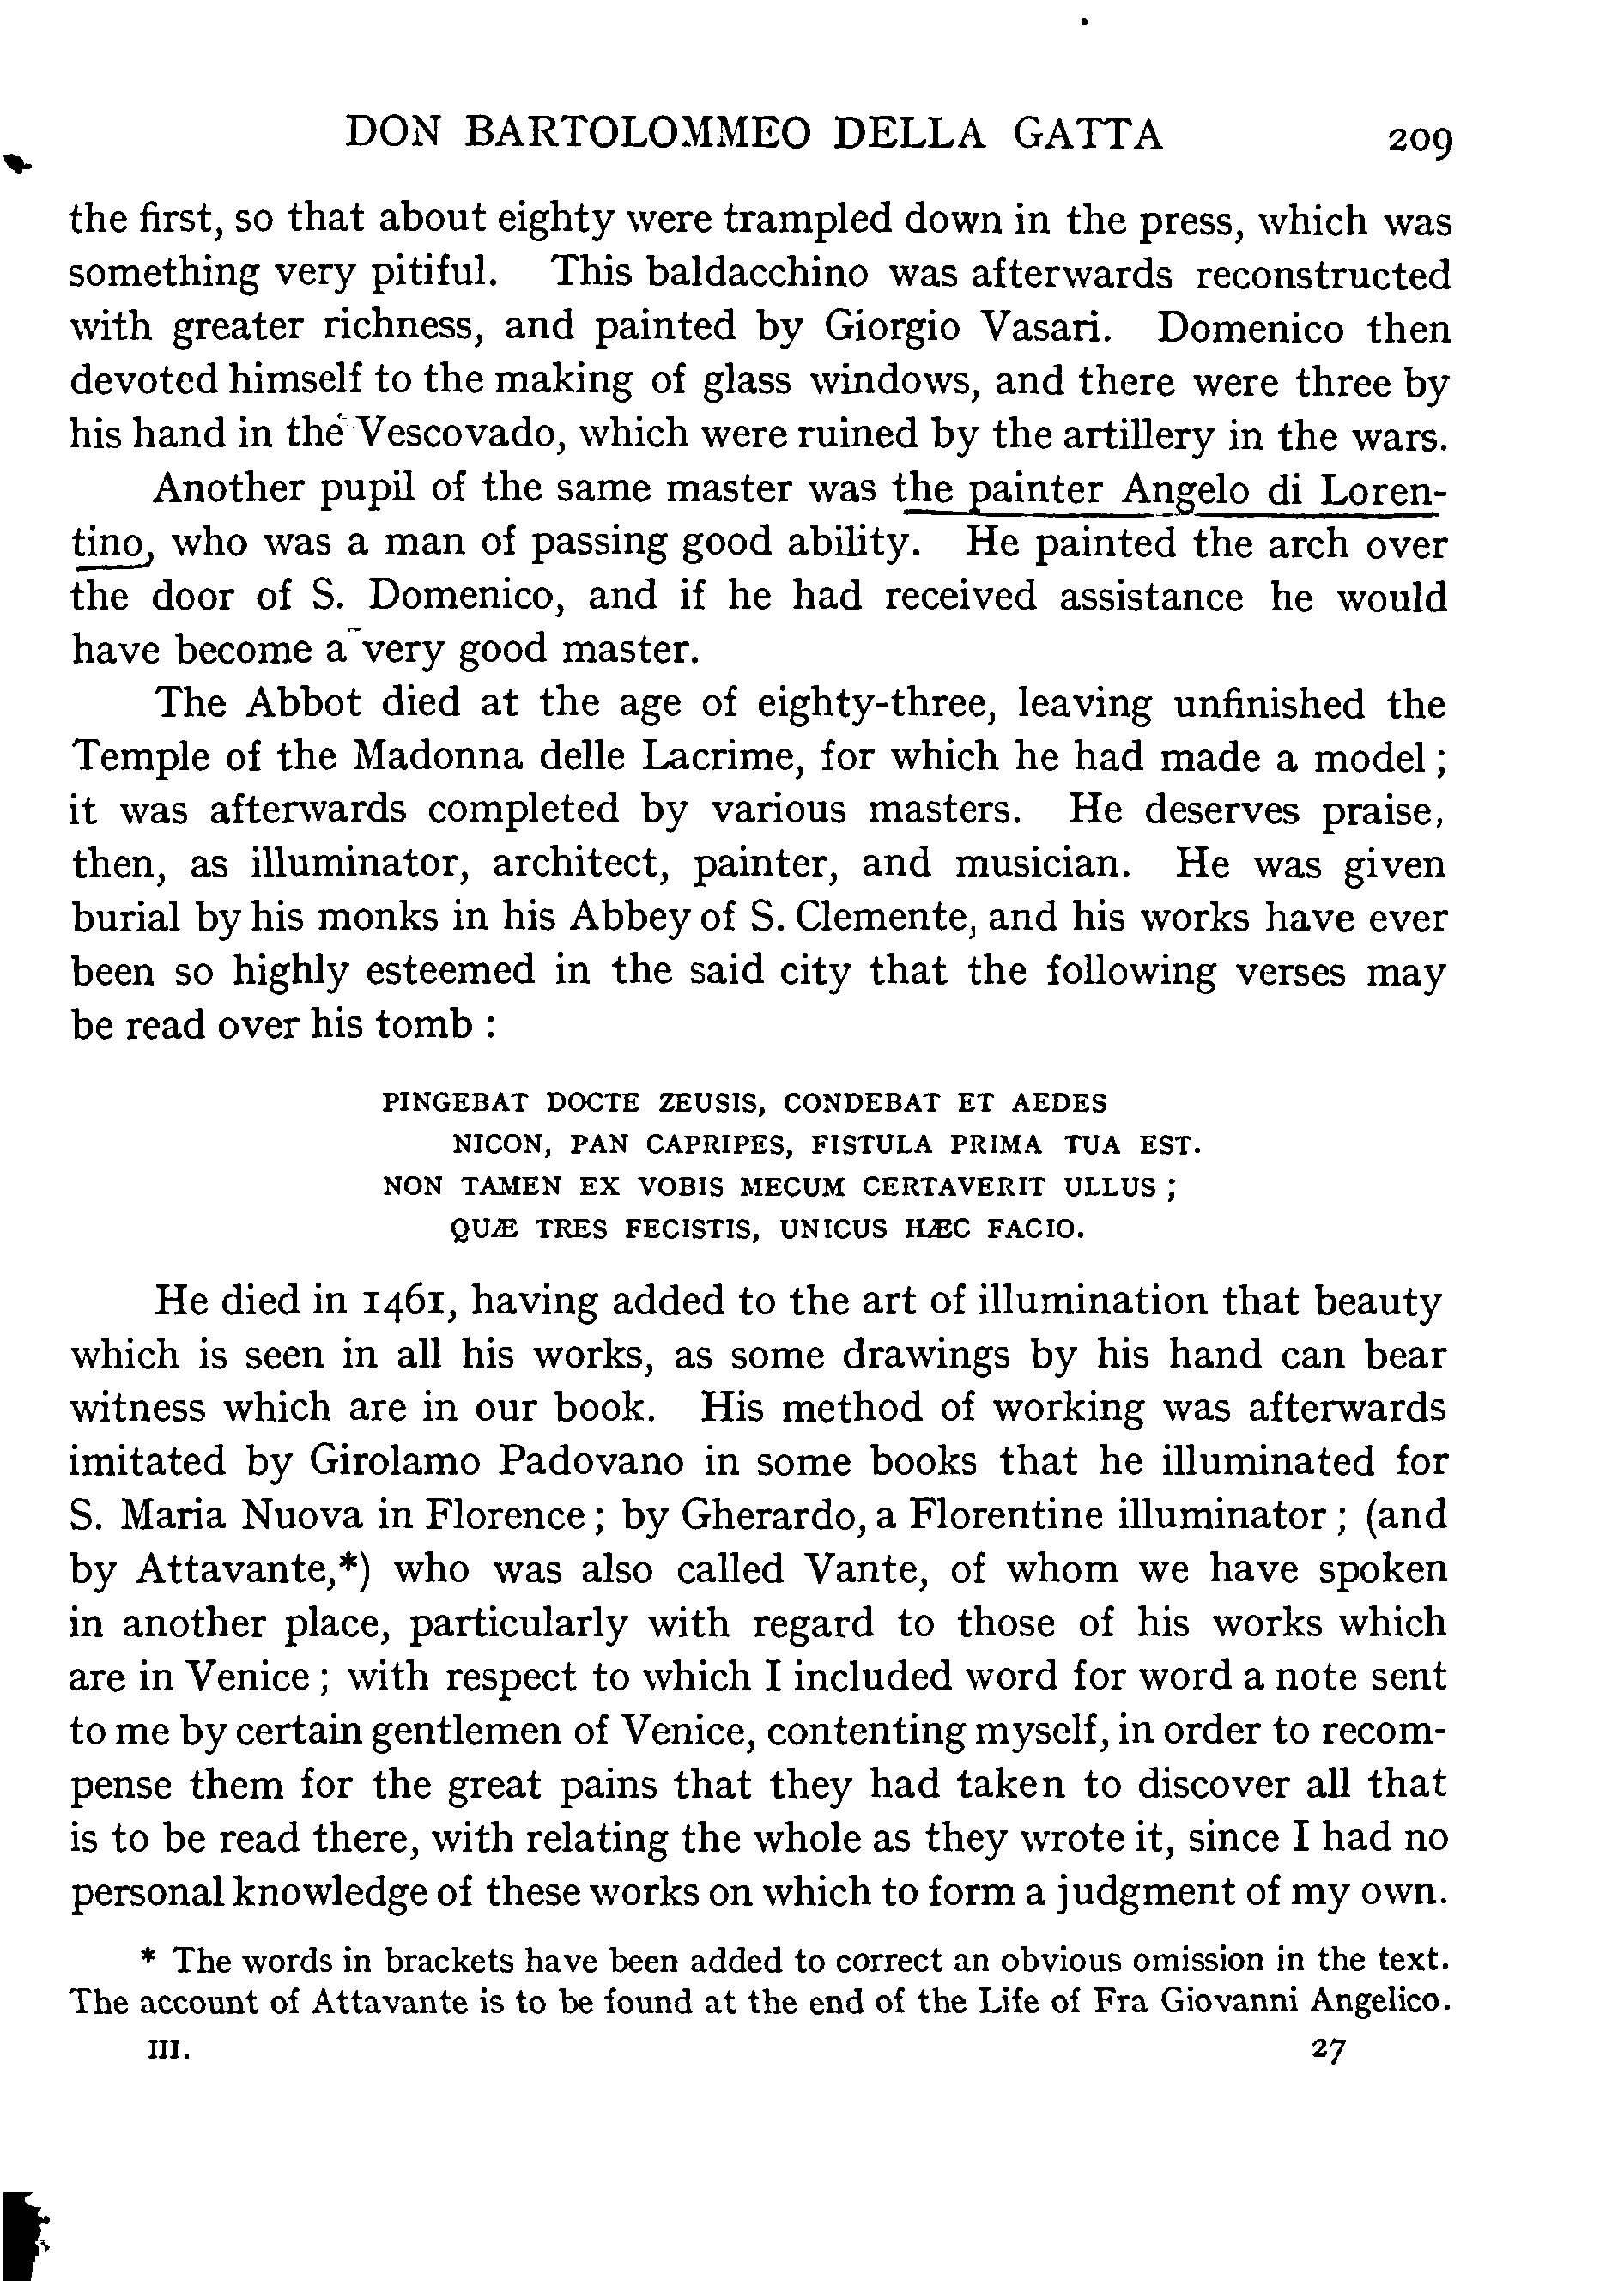 DON BARTOLOMMEO DELLA GATTA 209
the first, so that about eighty were trampled down in the press, which was
something very pitiful. This baldacchino was afterwards reconstructed
with greater richness, and painted by Giorgio Vasari. Domenico then
devoted himself to the making of glass windows, and there were three by
his hand in the Vescovado, which were ruined by the artillery in the wars.
Another pupil of the same master was the painter Angelo di Loren-
tino, who was a man of passing good ability. He painted the arch over
the door of S. Domenico, and if he had received assistance he would
have become a very good master.
The Abbot died at the age of eighty-three, leaving unfinished the
Temple of the Madonna delle Lacrime, for which he had made a model ;
it was afterwards completed by various masters. He deserves praise,
then, as illuminator, architect, painter, and musician. He was given
burial by his monks in his Abbey of S. Clemente, and his works have ever
been so highly esteemed in the said city that the following verses may
be read over his tomb :
PINGEBAT DOCTE ZEUSIS, CONDEBAT ET AEDES
NICON, PAN CAPRIPES, FISTULA PRIMA TUA EST.
NON TAMEN EX VOBIS MECUM CERTAVERIT ULLUS ;
QUÆ TRES FECISTIS, UNICUS HÆC FACIO.
He died in 1461, having added to the art of illumination that beauty
which is seen in all his works, as some drawings by his hand can bear
witness which are in our book. His method of working was afterwards
imitated by Girolamo Padovano in some books that he illuminated for
S. Maria Nuova in Florence ; by Gherardo, a Florentine illuminator ; (and
by Attavante,*) who was also called Vante, of whom we have spoken
in another place, particularly with regard to those of his works which
are in Venice ; with respect to which I included word for word a note sent
to me by certain gentlemen of Venice, contenting myself, in order to recom-
pense them for the great pains that they had taken to discover all that
is to be read there, with relating the whole as they wrote it, since I had no
personal knowledge of these works on which to form a judgment of my own.
* The words in brackets have been added to correct an obvious omission in the text.
The account of Attavante is to be found at the end of the Life of Fra Giovanni Angelico.
III. 27